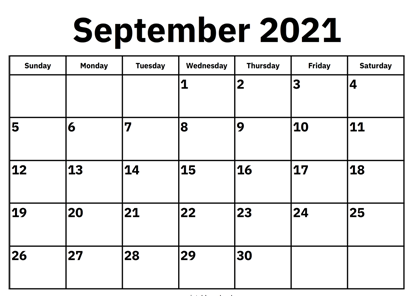 September 2021
Sunday Monday Tuesday Wednesday Thursday Friday Saturday
1 2 3 4
5 6 7 8 9 10 11
12 13 14 15 16 17 18
19 20 21 22 23 24 25
26 27 28 29 30